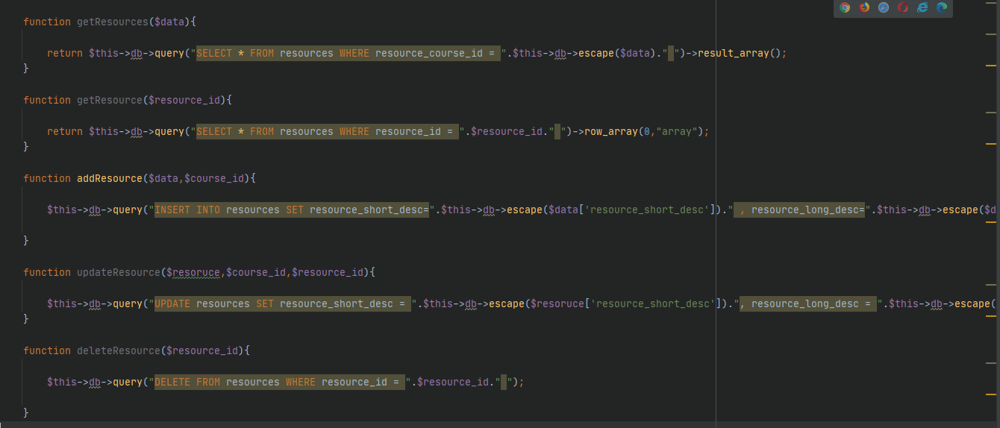 function getResources($data){
return $this->db->query("SELECT * FROM resources WHERE resource_course_id = ".$this->db->escape($data)." ")->result_array();
}
function getResource($resource_id){
return $this->db->query("SELECT * FROM resources WHERE resource_id = ".$resource_id." ")->row_array(0,"array");
}
function addResource($data,$course_id){
$this->db->query("INSERT INTO resources SET resource_short_desc=".$this->db->escape($data['resource_short_desc'])." , resource_long_desc=".$this->db->escape($d
}
function updateResource($resoruce,$course_id,$resource_id){
$this->db->query("UPDATE resources SET resource_short_desc = ".$this->db->escape($resoruce['resource_short_desc']).", resource_long_desc = ".$this->db->escape(
}
function deleteResource($resource_id){
$this->db->query("DELETE FROM resources WHERE resource_id = ".$resource_id." ");
}